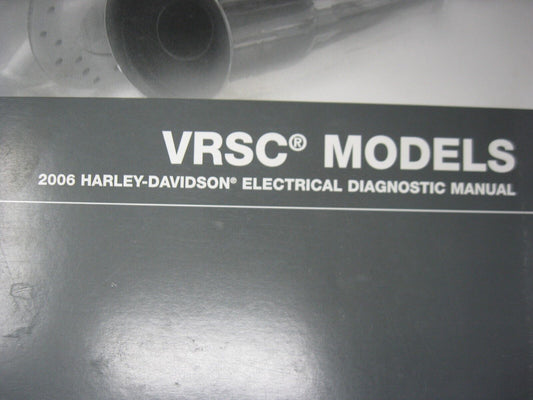 VRSC® MODELS
2006 HARLEY-DAVIDSON® ELECTRICAL DIAGNOSTIC MANUAL